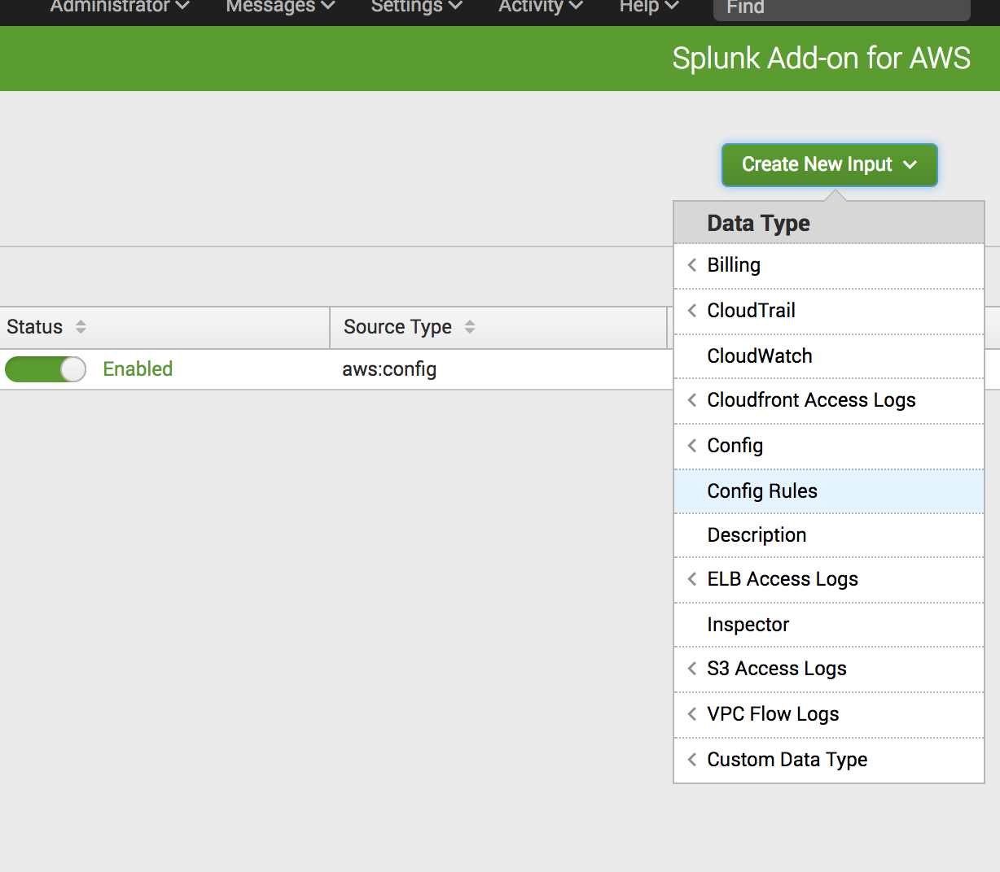 Administrator Messages Settings Activity Help Find
Splunk Add-on for AWS
Create New Input
Data Type
Billing
CloudTrail
CloudWatch
Cloudfront Access Logs
Config
Config Rules
Description
ELB Access Logs
Inspector
S3 Access Logs
VPC Flow Logs
Custom Data Type
Status Source Type
Enabled aws:config